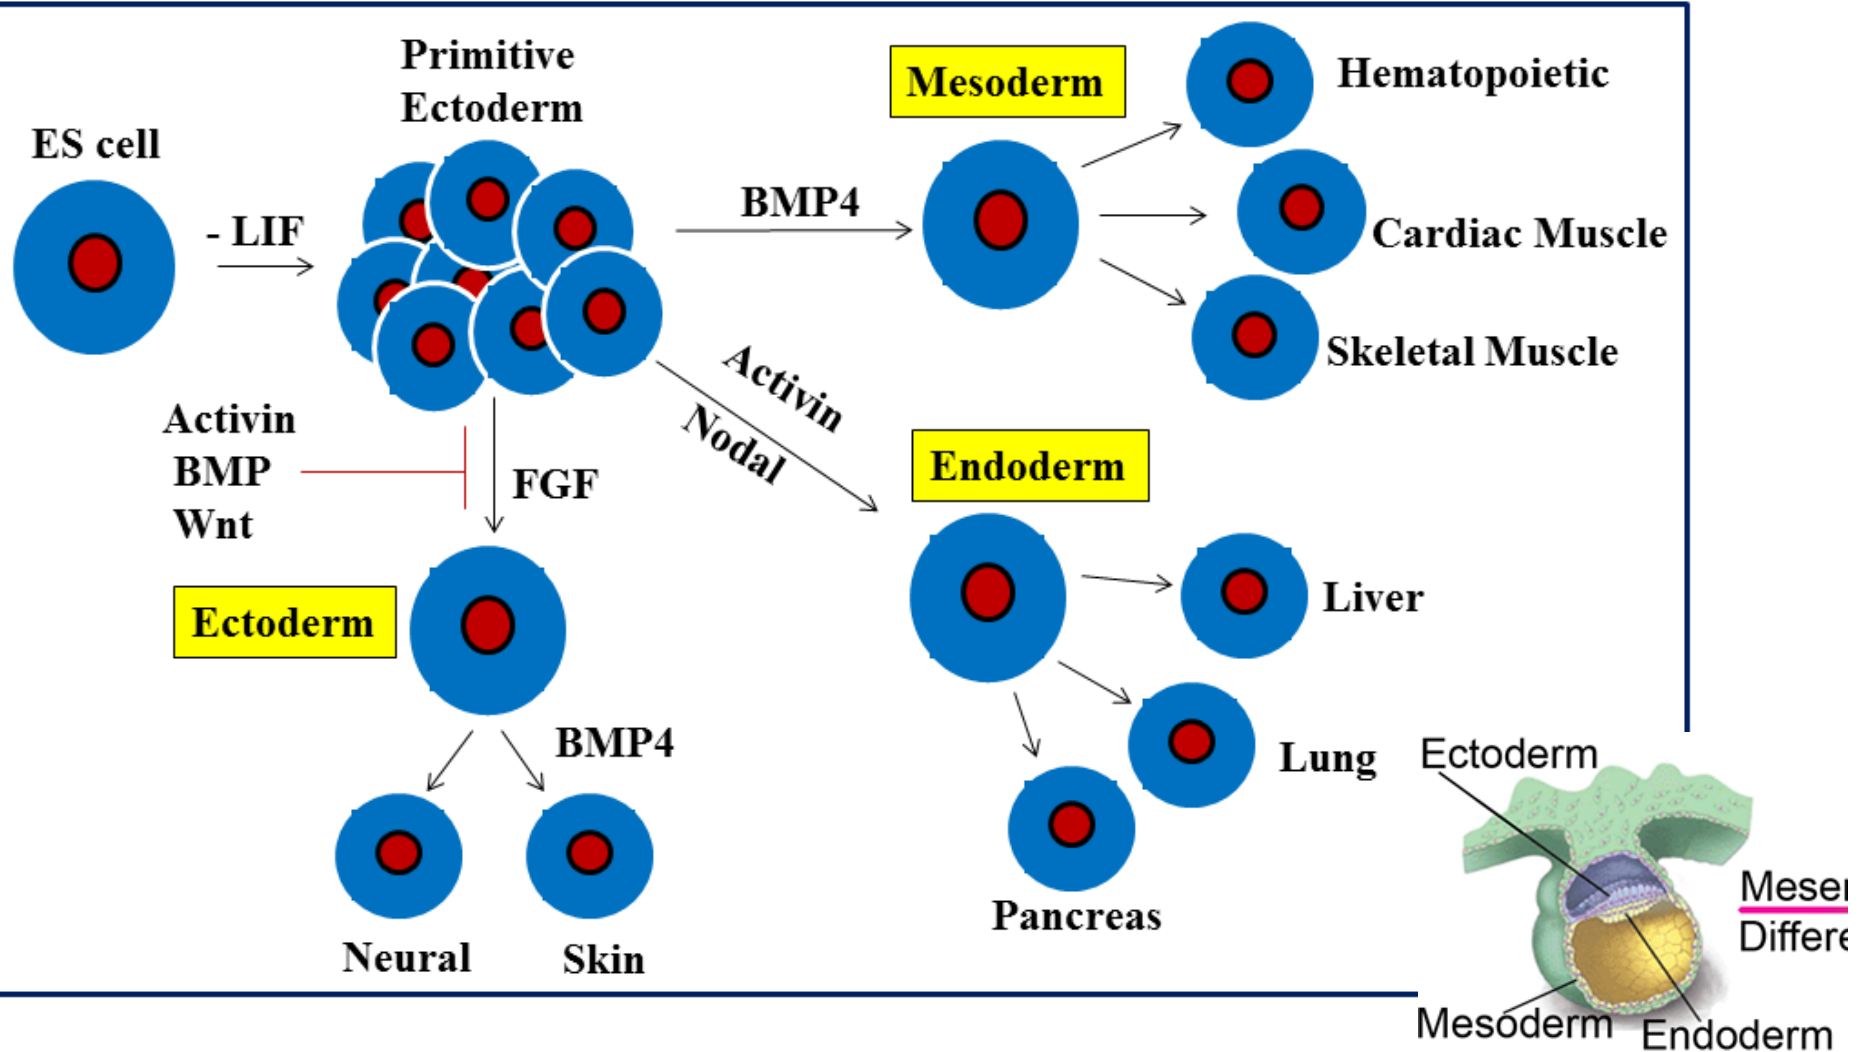 Primitive
Ectoderm
ES cell
- LIF
BMP4
Mesoderm
Hematopoietic
Cardiac Muscle
Skeletal Muscle
Activin
Nodal
Endoderm
Liver
Lung
Pancreas
Activin
BMP
Wnt
FGF
Ectoderm
BMP4
Neural
Skin
Ectoderm
Mesoderm
Endoderm